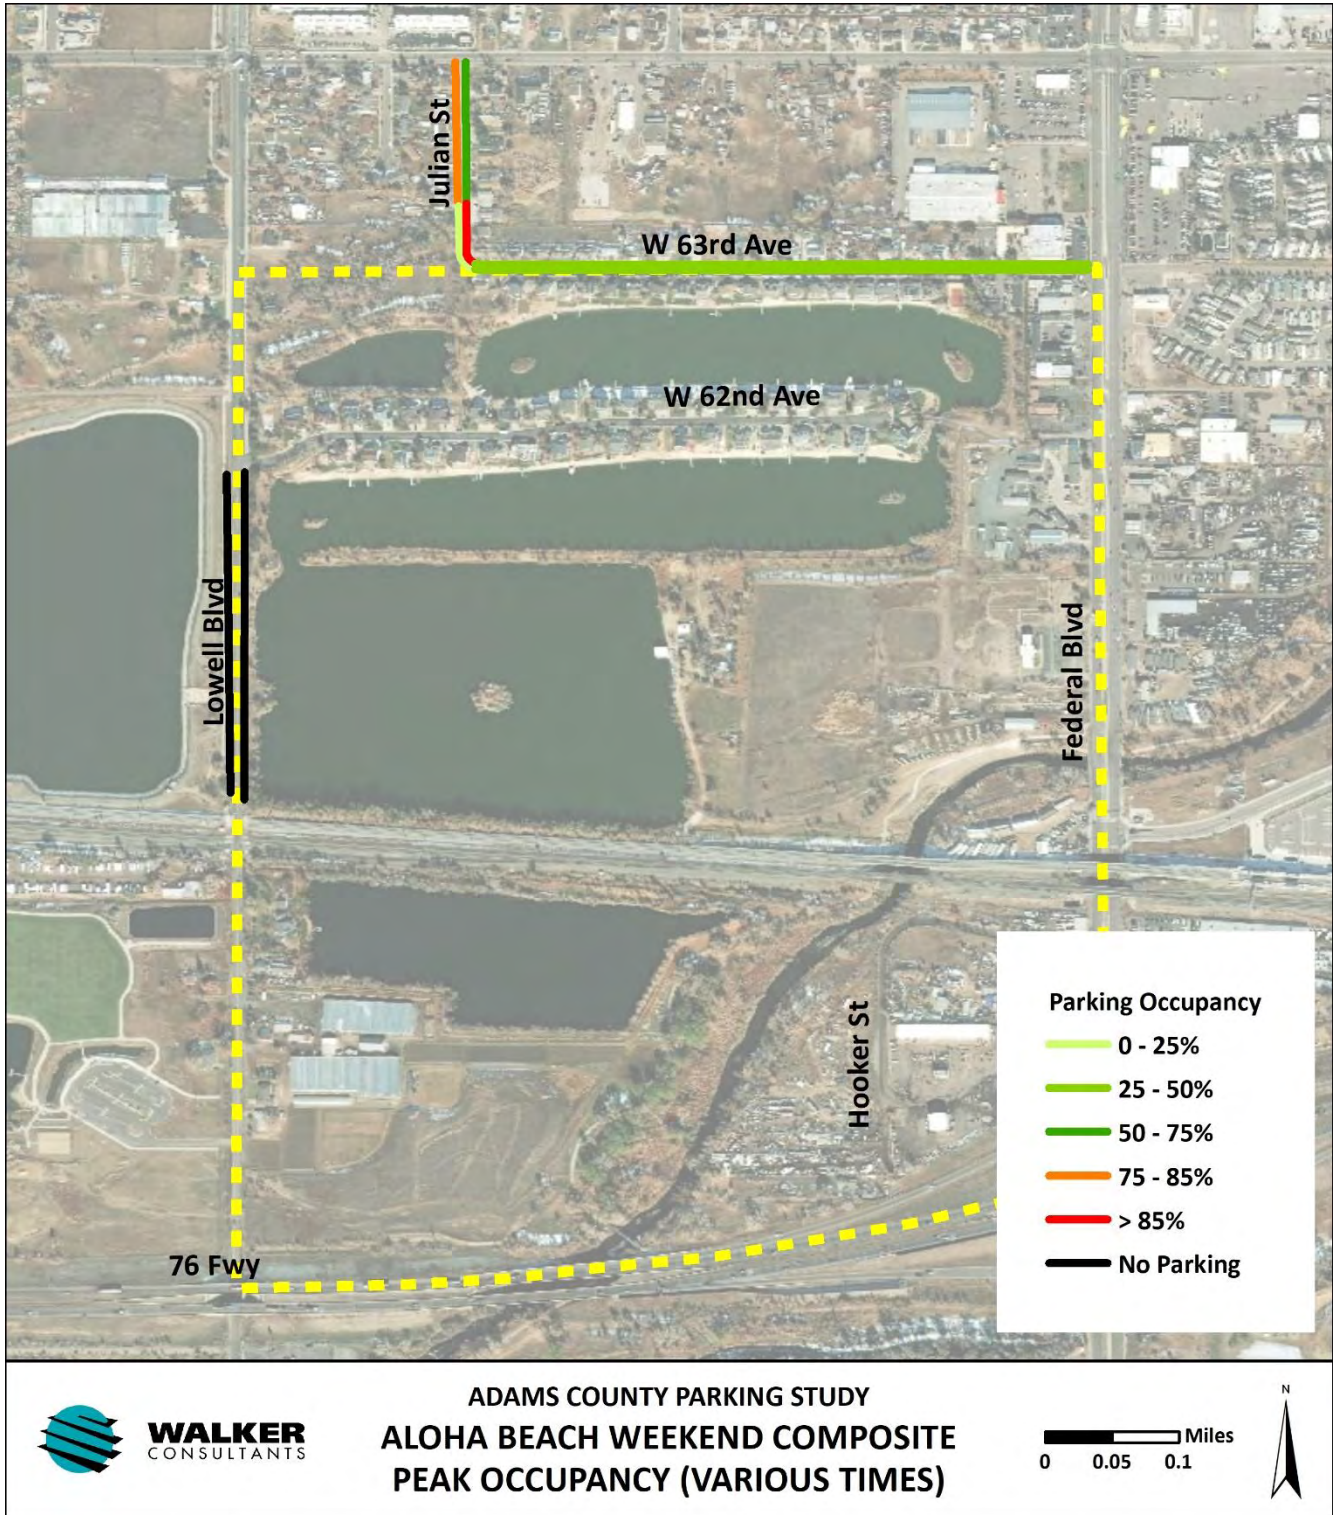 Julian St
W 63rd Ave
W 62nd Ave
Lowell Blvd
Federal Blvd
Hooker St
76 Fwy
Parking Occupancy
0 - 25%
25 - 50%
50 - 75%
75 - 85%
> 85%
No Parking
WALKER
CONSULTANTS
ADAMS COUNTY PARKING STUDY
ALOHA BEACH WEEKEND COMPOSITE
PEAK OCCUPANCY (VARIOUS TIMES)
Miles
0 0.05 0.1
N